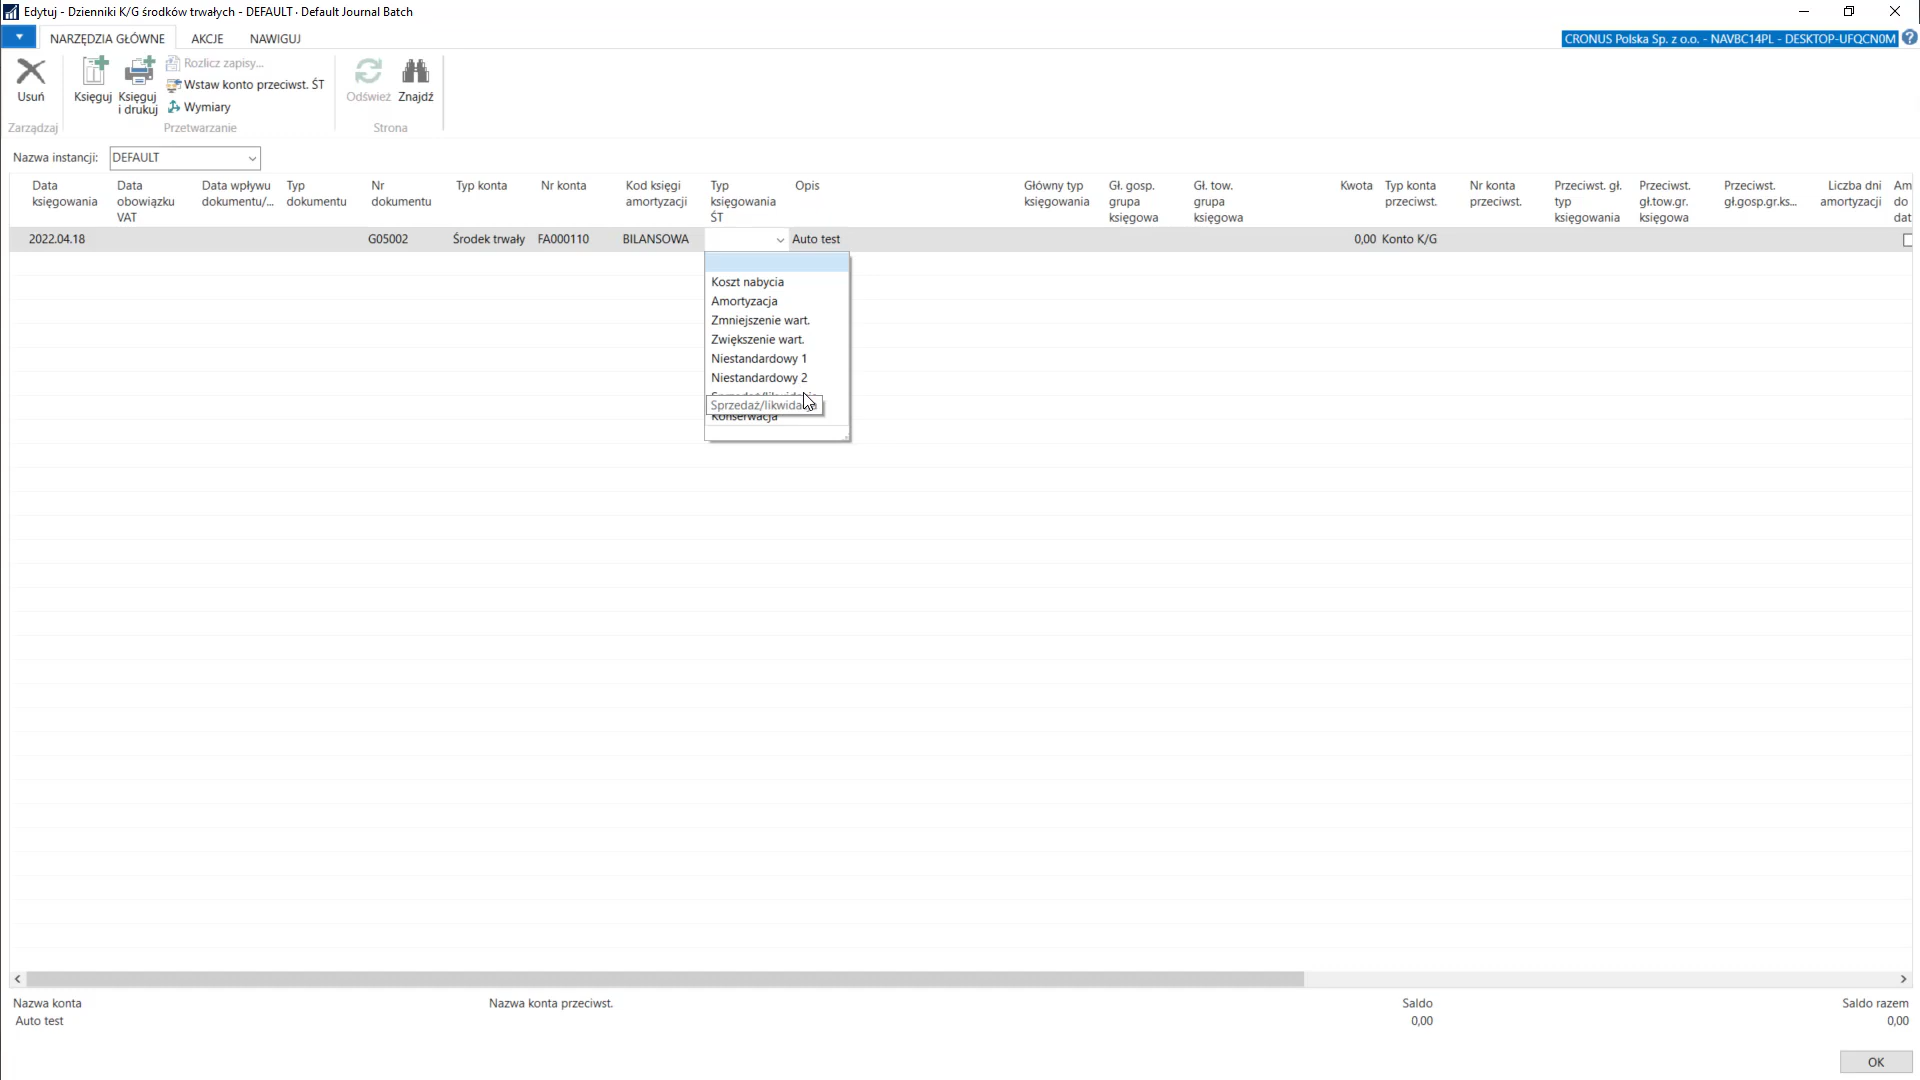 Edytuj - Dzienniki K/G środków trwałych - DEFAULT · Default Journal Batch
NARZĘDZIA GŁÓWNE AKCJE NAWIGUJ
CRONUS Polska Sp. z o.o. - NAVBC14PL - DESKTOP-UFQCN0M
Usuń
Księguj
Księguj
i drukuj
Rozlicz zapisy...
Wstaw konto przeciwst. ŚT
Wymiary
Odśwież
Znajdź
Zarządzaj
Przetwarzanie
Strona
Nazwa instancji: DEFAULT
Data
księgowania
Data
obowiązku
VAT
Data wpływu
dokumentu/...
Typ
dokumentu
Nr
dokumentu
Typ konta
Nr konta
Kod księgi
amortyzacji
Typ
księgowania
ŚT
Opis
Główny typ
księgowania
Gł. gosp.
grupa
księgowa
Gł. tow.
grupa
księgowa
Kwota
Typ konta
przeciwst.
Nr konta
przeciwst.
Przeciwst. gł.
typ
księgowania
Przeciwst.
gł.tow.gr.
księgowa
Przeciwst.
gł.gosp.gr.ks...
Liczba dni
amortyzacji
Am
do
dat
2022.04.18 G05002 Środek trwały FA000110 BILANSOWA Auto test 0,00 Konto K/G
Koszt nabycia
Amortyzacja
Zmniejszenie wart.
Zwiększenie wart.
Niestandardowy 1
Niestandardowy 2
Konserwacja
Nazwa konta
Auto test
Nazwa konta przeciwst.
Saldo
0,00
Saldo razem
0,00
OK